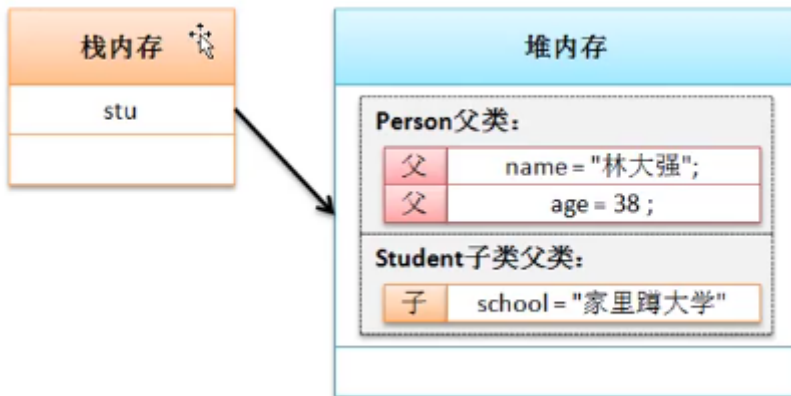 栈内存
堆内存
stu
Person父类：
父 name = "林大强";
父 age = 38 ;
Student子类父类：
子 school = "家里蹲大学"